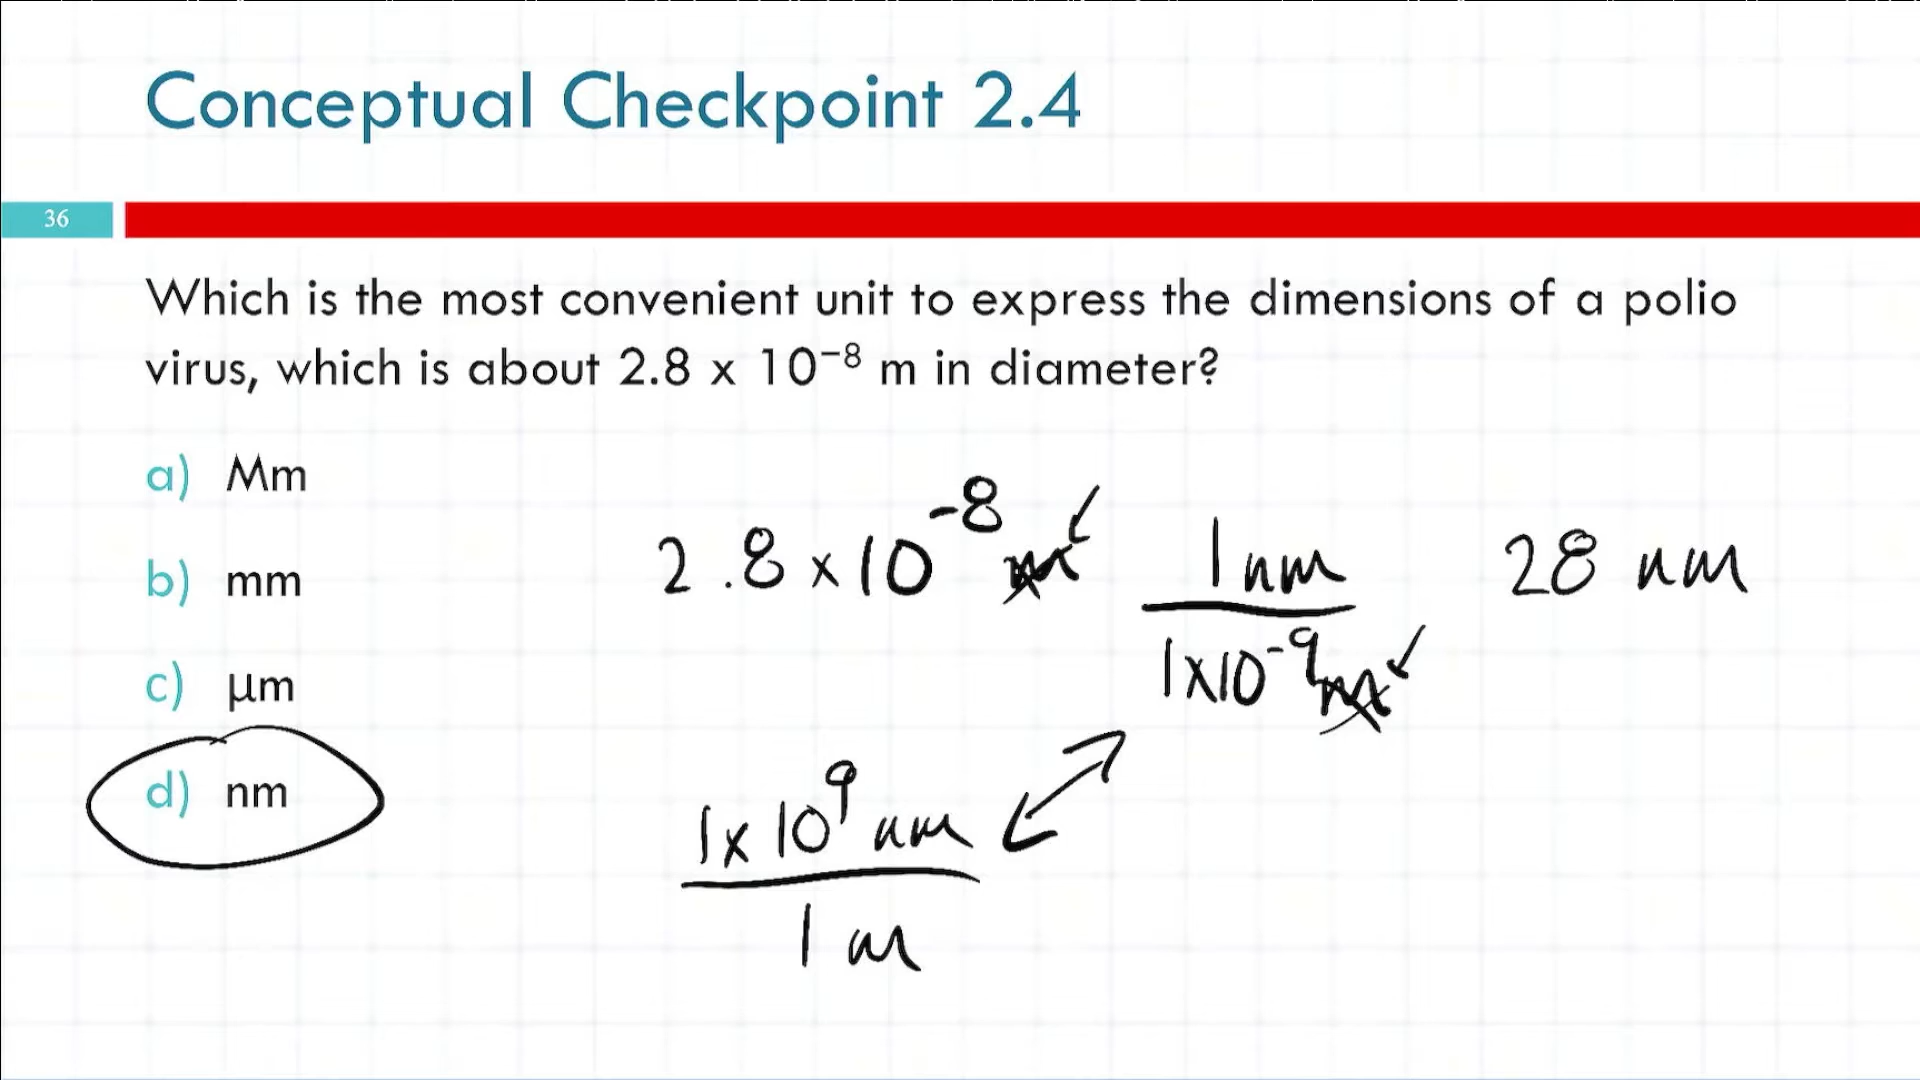 Conceptual Checkpoint 2.4
36
Which is the most convenient unit to express the dimensions of a polio
virus, which is about 2.8 x 10⁻⁸ m in diameter?
a) Mm
b) mm
c) μm
d) nm
2.8 x 10⁻⁸ m
1 nm
1x10⁻⁹ m
28 nm
1x 10⁹ nm
1 m